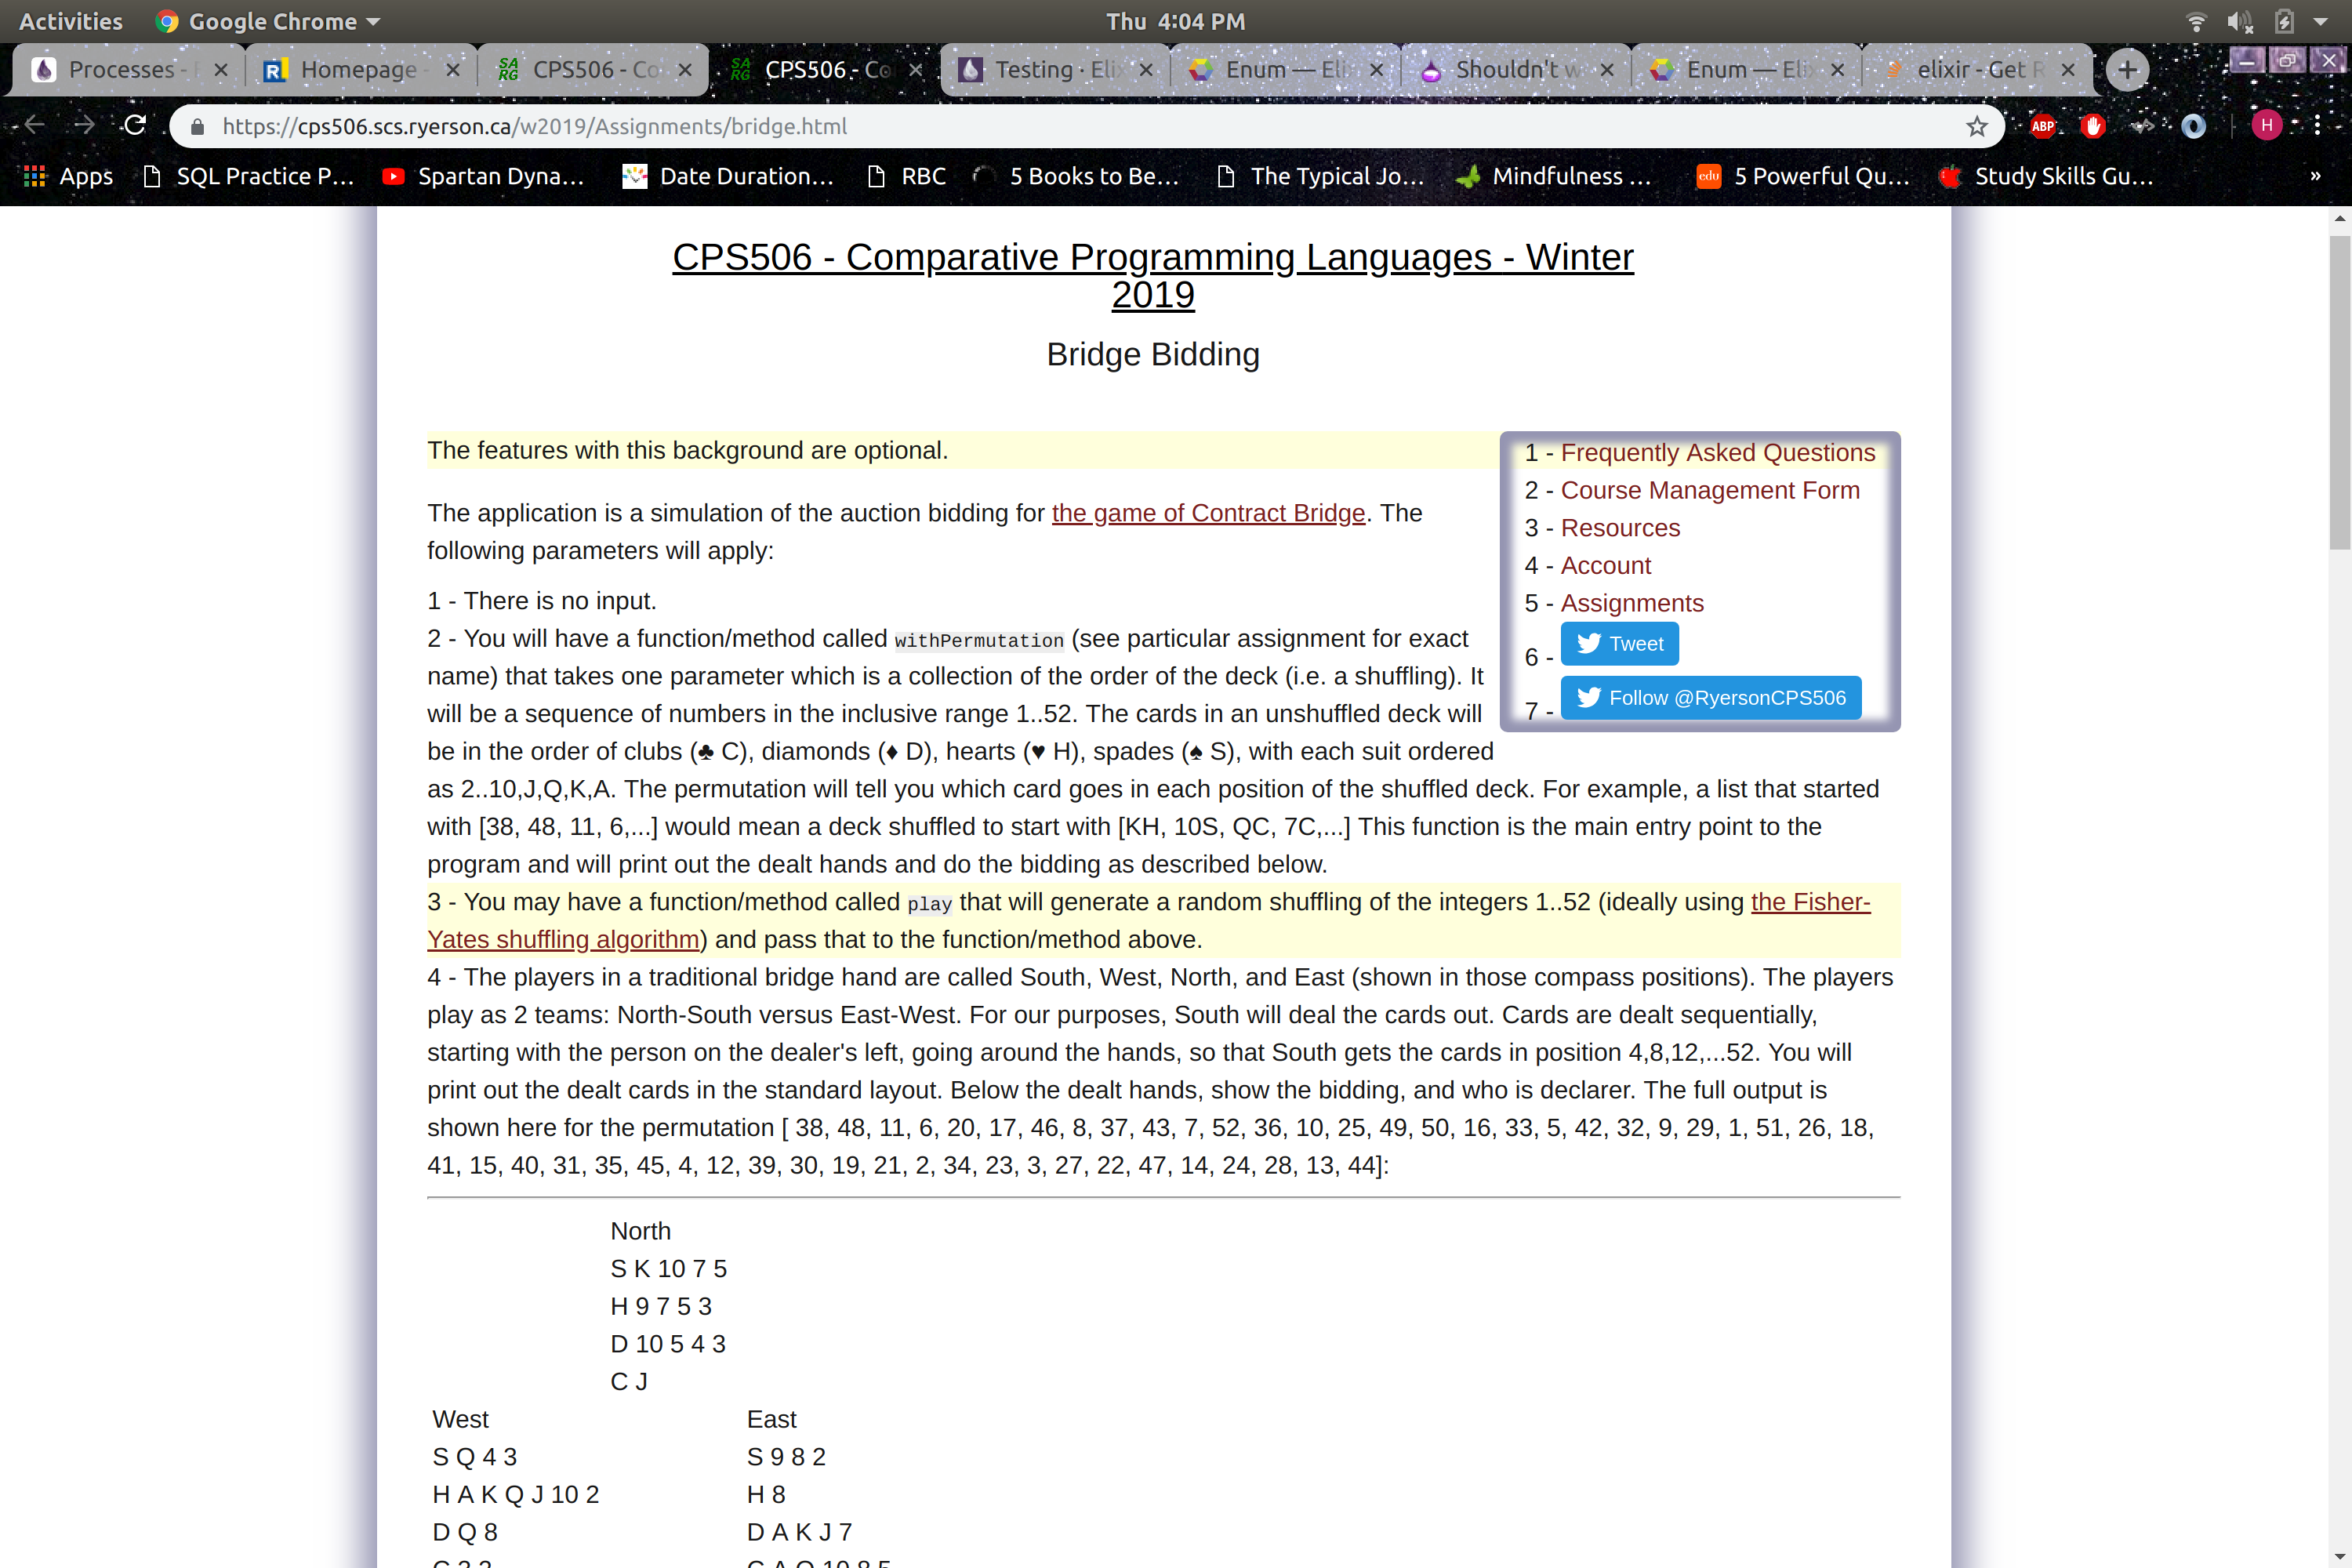 Activities Google Chrome Thu 4:04 PM
Processes - Homepage - CPS506 - Co CPS506 - Co Testing · Elix Enum — Eli Shouldn't w Enum — Elix elixir - Get R
https://cps506.scs.ryerson.ca/w2019/Assignments/bridge.html ABP H
Apps SQL Practice P... Spartan Dyna... Date Duration... RBC 5 Books to Be... The Typical Jo... Mindfulness ... edu 5 Powerful Qu... Study Skills Gu... »
CPS506 - Comparative Programming Languages - Winter
2019
Bridge Bidding
The features with this background are optional.
1 - Frequently Asked Questions
2 - Course Management Form
3 - Resources
4 - Account
5 - Assignments
6 - Tweet
7 - Follow @RyersonCPS506
The application is a simulation of the auction bidding for the game of Contract Bridge. The
following parameters will apply:
1 - There is no input.
2 - You will have a function/method called withPermutation (see particular assignment for exact
name) that takes one parameter which is a collection of the order of the deck (i.e. a shuffling). It
will be a sequence of numbers in the inclusive range 1..52. The cards in an unshuffled deck will
be in the order of clubs (♣ C), diamonds (♦ D), hearts (♥ H), spades (♠ S), with each suit ordered
as 2..10,J,Q,K,A. The permutation will tell you which card goes in each position of the shuffled deck. For example, a list that started
with [38, 48, 11, 6,...] would mean a deck shuffled to start with [KH, 10S, QC, 7C,...] This function is the main entry point to the
program and will print out the dealt hands and do the bidding as described below.
3 - You may have a function/method called play that will generate a random shuffling of the integers 1..52 (ideally using the Fisher-
Yates shuffling algorithm) and pass that to the function/method above.
4 - The players in a traditional bridge hand are called South, West, North, and East (shown in those compass positions). The players
play as 2 teams: North-South versus East-West. For our purposes, South will deal the cards out. Cards are dealt sequentially,
starting with the person on the dealer's left, going around the hands, so that South gets the cards in position 4,8,12,...52. You will
print out the dealt cards in the standard layout. Below the dealt hands, show the bidding, and who is declarer. The full output is
shown here for the permutation [ 38, 48, 11, 6, 20, 17, 46, 8, 37, 43, 7, 52, 36, 10, 25, 49, 50, 16, 33, 5, 42, 32, 9, 29, 1, 51, 26, 18,
41, 15, 40, 31, 35, 45, 4, 12, 39, 30, 19, 21, 2, 34, 23, 3, 27, 22, 47, 14, 24, 28, 13, 44]:
North
S K 10 7 5
H 9 7 5 3
D 10 5 4 3
C J
West East
S Q 4 3 S 9 8 2
H A K Q J 10 2 H 8
D Q 8 D A K J 7
C 3 2 C A Q 10 8 5